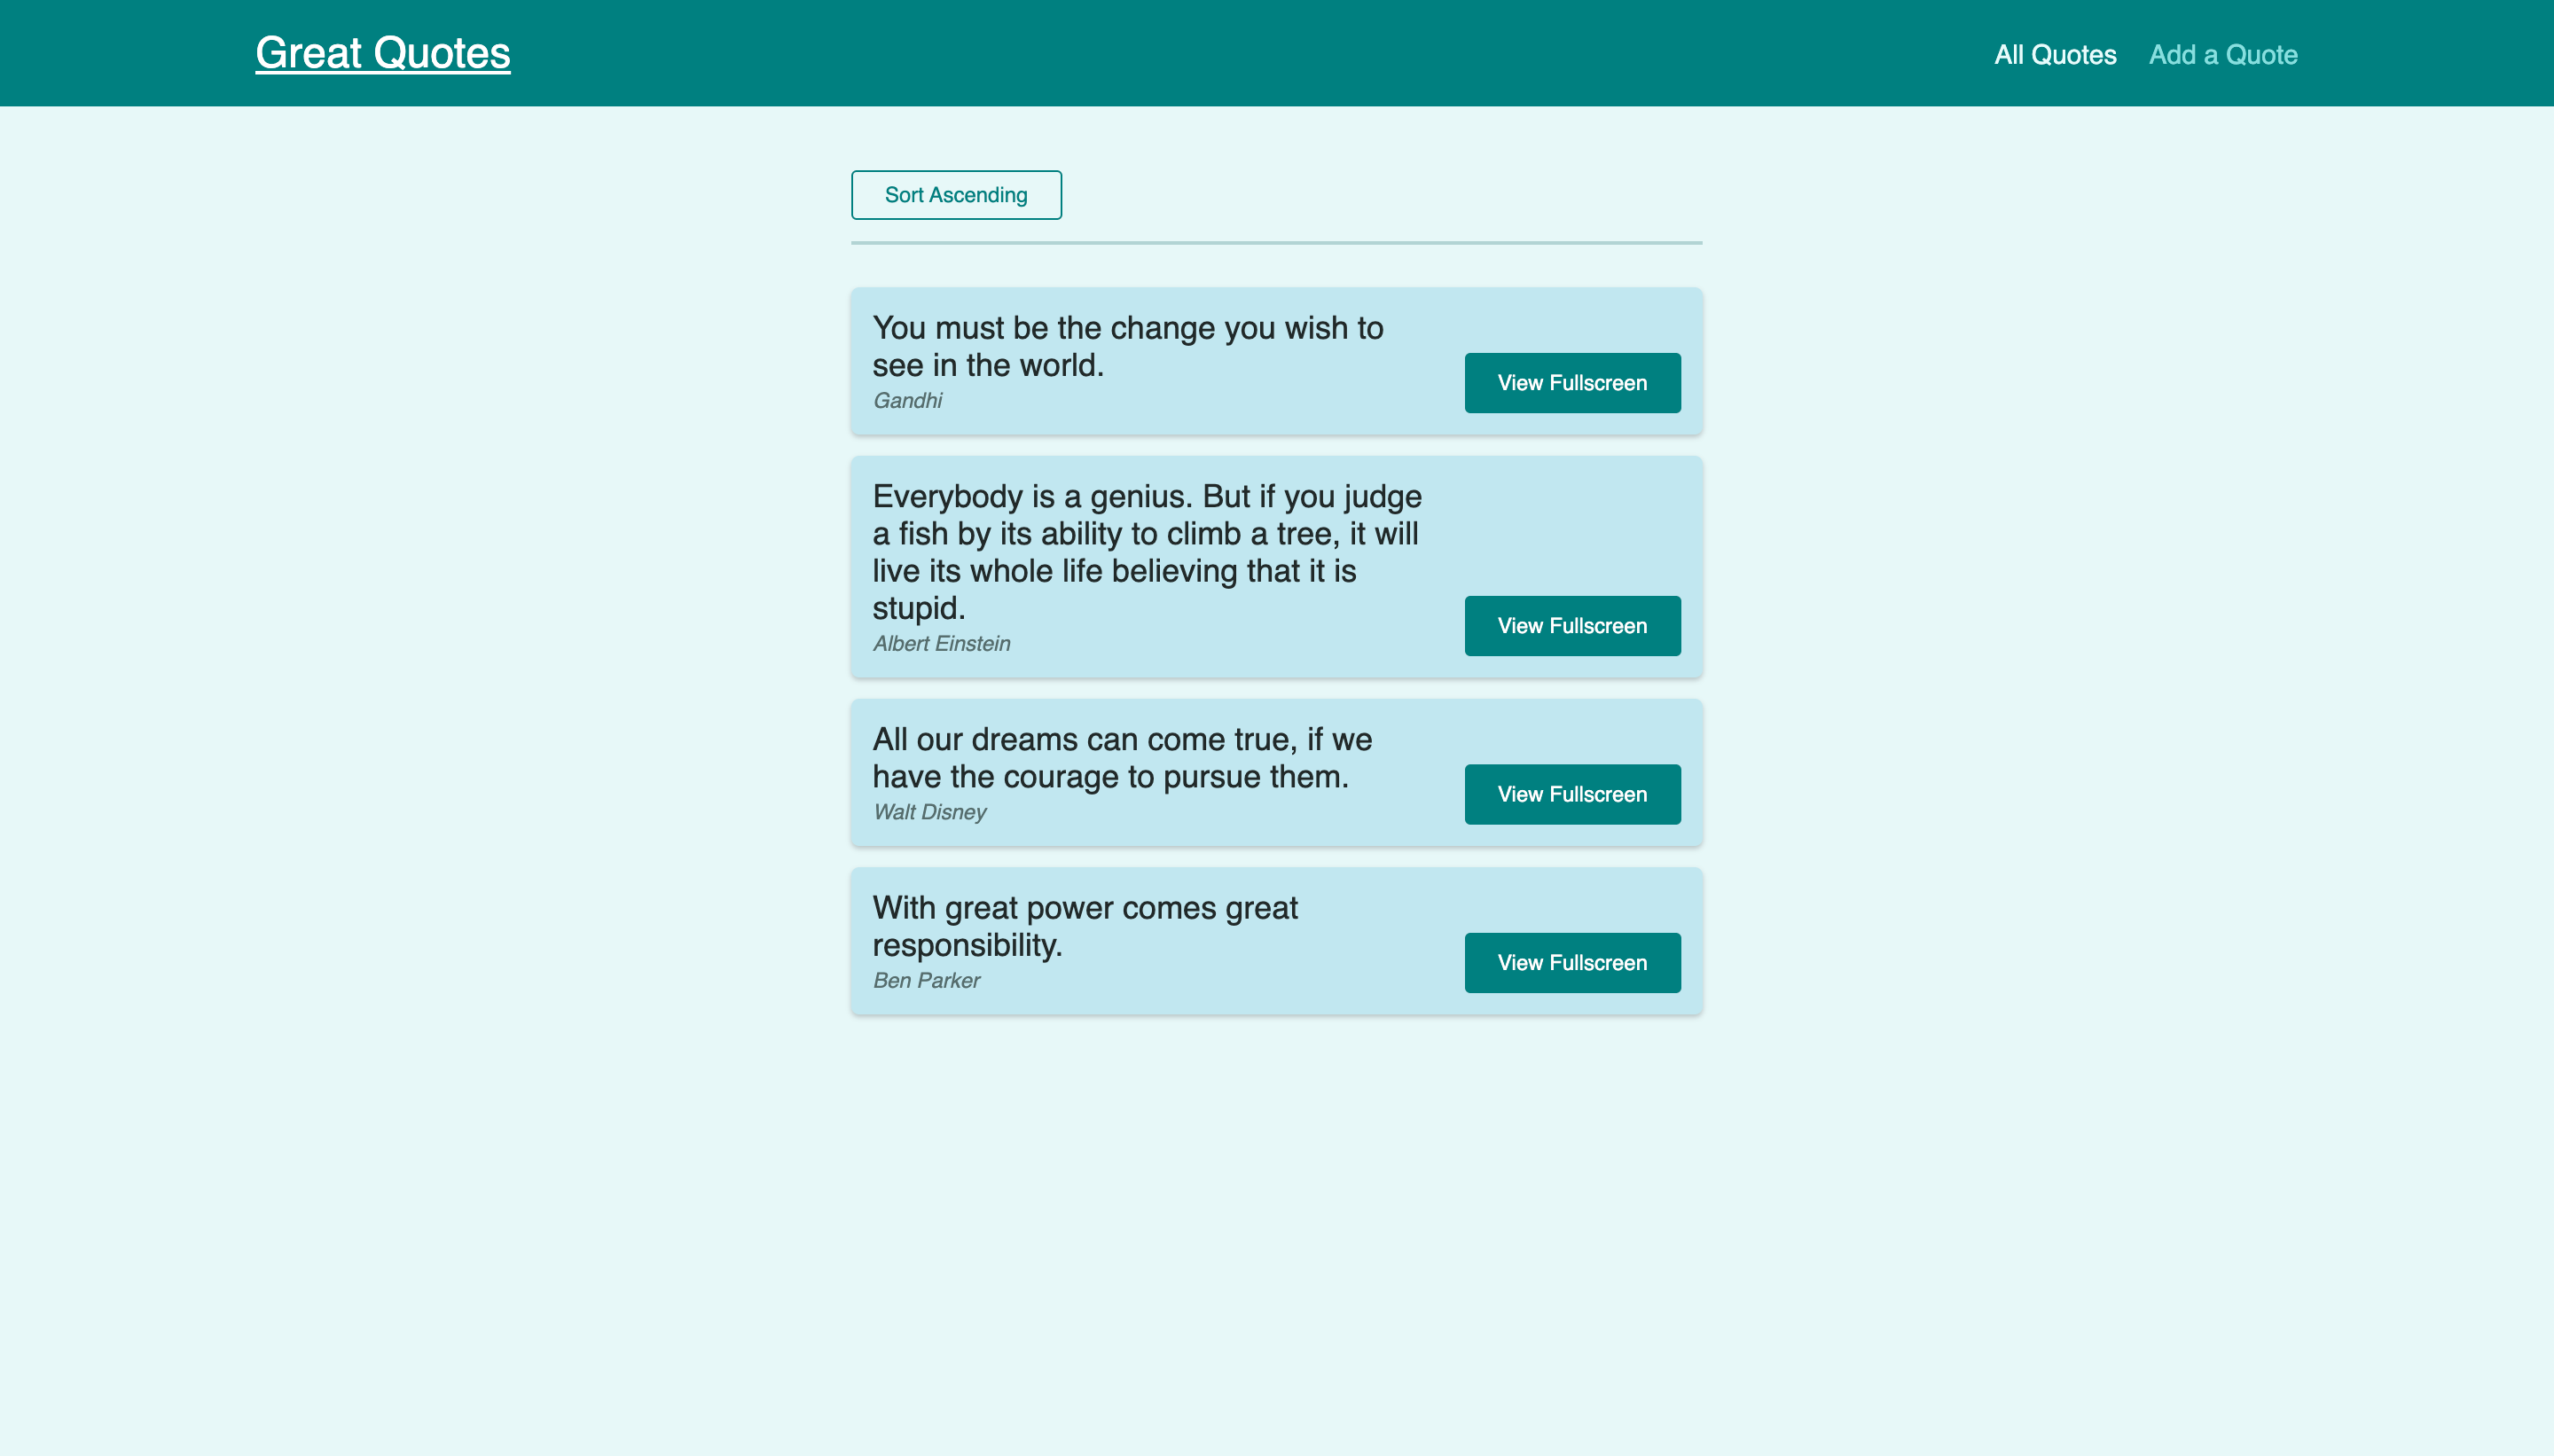 Great Quotes
All Quotes
Add a Quote
Sort Ascending
You must be the change you wish to
see in the world.
Gandhi
View Fullscreen
Everybody is a genius. But if you judge
a fish by its ability to climb a tree, it will
live its whole life believing that it is
stupid.
Albert Einstein
View Fullscreen
All our dreams can come true, if we
have the courage to pursue them.
Walt Disney
View Fullscreen
With great power comes great
responsibility.
Ben Parker
View Fullscreen